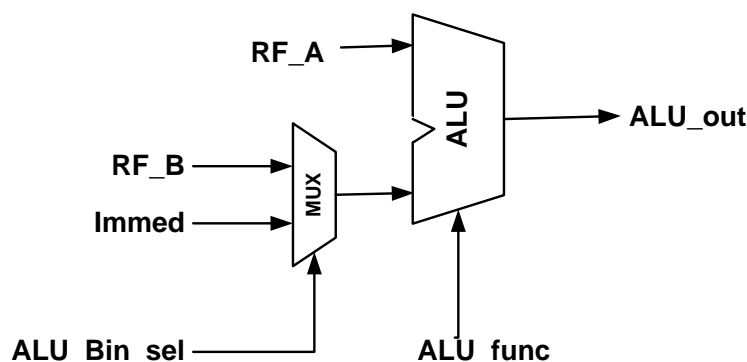 RF_A
ALU
ALU_out
RF_B
MUX
Immed
ALU_Bin_sel
ALU_func